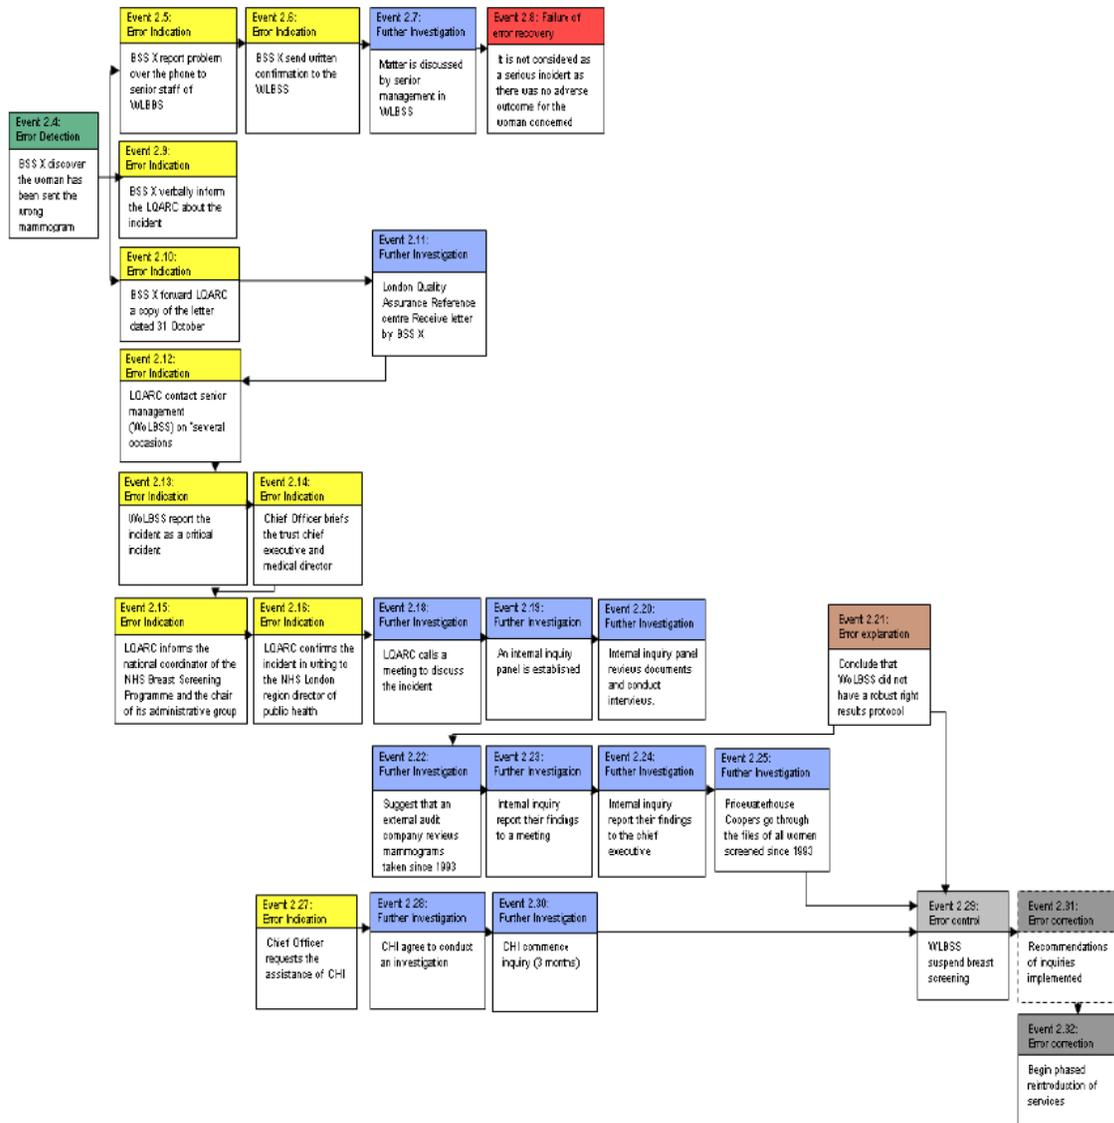 Event 2.5:
Error Indication
BSS X report problem
over the phone to
senior staff of
WLBBS
Event 2.6:
Error Indication
BSS X send written
confirmation to the
WLBSS
Event 2.7:
Further Investigation
Matter is discussed
by senior
management in
WLBSS
Event 2.8: Failure of
error recovery
It is not considered as
a serious incident as
there was no adverse
outcome for the
woman concerned
Event 2.4:
Error Detection
BSS X discover
the woman has
been sent the
wrong
mammogram
Event 2.9:
Error Indication
BSS X verbally inform
the LQARC about the
incident
Event 2.10:
Error Indication
BSS X forward LQARC
a copy of the letter
dated 31 October
Event 2.11:
Further Investigation
London Quality
Assurance Reference
centre Receive letter
by BSS X
Event 2.12:
Error Indication
LQARC contact senior
management
(WoLBSS) on "several
occasions
Event 2.13:
Error Indication
WoLBSS report the
incident as a critical
incident
Event 2.14:
Error Indication
Chief Officer briefs
the trust chief
executive and
medical director
Event 2.15:
Error Indication
LQARC informs the
national coordinator of the
NHS Breast Screening
Programme and the chair
of its administrative group
Event 2.16:
Error Indication
LQARC confirms the
incident in writing to
the NHS London
region director of
public health
Event 2.18:
Further Investigation
LQARC calls a
meeting to discuss
the incident
Event 2.19:
Further Investigation
An internal inquiry
panel is established
Event 2.20:
Further Investigation
Internal inquiry panel
reviews documents
and conduct
interviews.
Event 2.21:
Error explanation
Conclude that
WoLBSS did not
have a robust right
results protocol
Event 2.22:
Further Investigation
Suggest that an
external audit
company reviews
mammograms
taken since 1993
Event 2.23:
Further Investigation
Internal inquiry
report their findings
to a meeting
Event 2.24:
Further Investigation
Internal inquiry
report their findings
to the chief
executive
Event 2.25:
Further Investigation
Pricewaterhouse
Coopers go through
the files of all women
screened since 1993
Event 2.27:
Error Indication
Chief Officer
requests the
assistance of CHI
Event 2.28:
Further Investigation
CHI agree to conduct
an investigation
Event 2.30:
Further Investigation
CHI commence
inquiry (3 months)
Event 2.29:
Error control
WLBSS
suspend breast
screening
Event 2.31:
Error correction
Recommendations
of inquiries
implemented
Event 2.32:
Error correction
Begin phased
reintroduction of
services